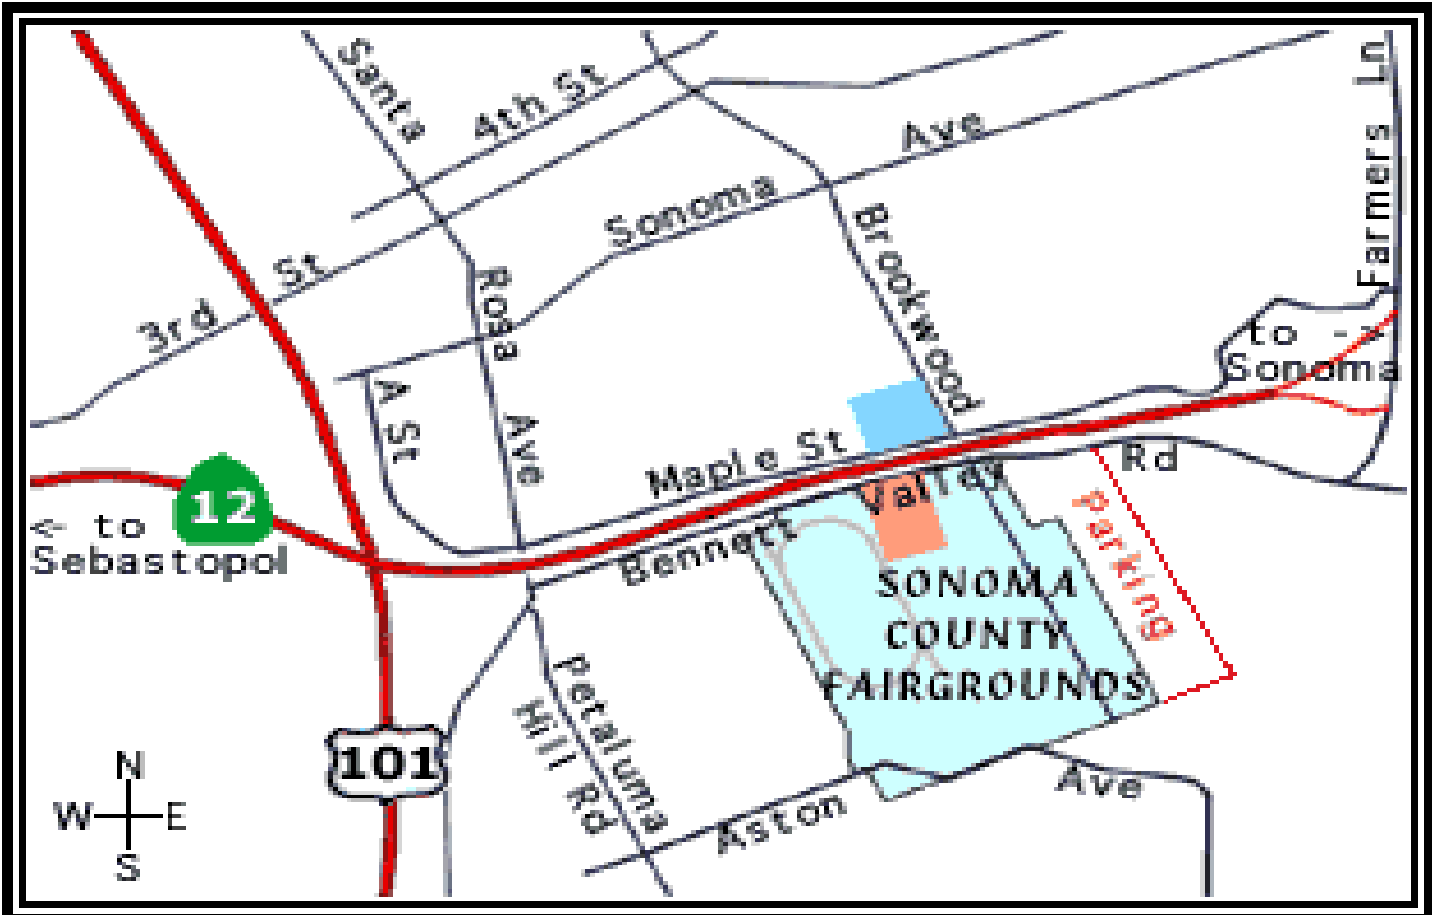 Santa
4th St
Ave
Farmers Ln
Sonoma
Brookwood
St
3rd
Rosa
to ->
Sonoma
A St
Ave
Maple St
Rd
Valley
12
<- to
Sebastopol
Bennett
Parking
SONOMA
COUNTY
FAIRGROUNDS
Petaluma
Hill Rd
101
N
W E
S
Aston
Ave